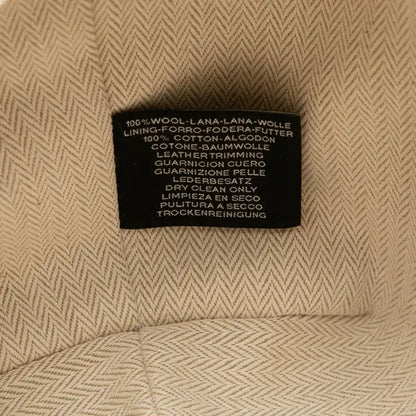 100% WOOL-LANA-LANA-WOLLE
LINING-FORRO-FODERA-FUTTER
100% COTTON-ALGODON
COTONE-BAUMWOLLE
LEATHER TRIMMING
GUARNICION CUERO
GUARNIZIONE PELLE
LEDERBESATZ
DRY CLEAN ONLY
LIMPIEZA EN SECO
PULITURA A SECCO
TROCKENREINIGUNG